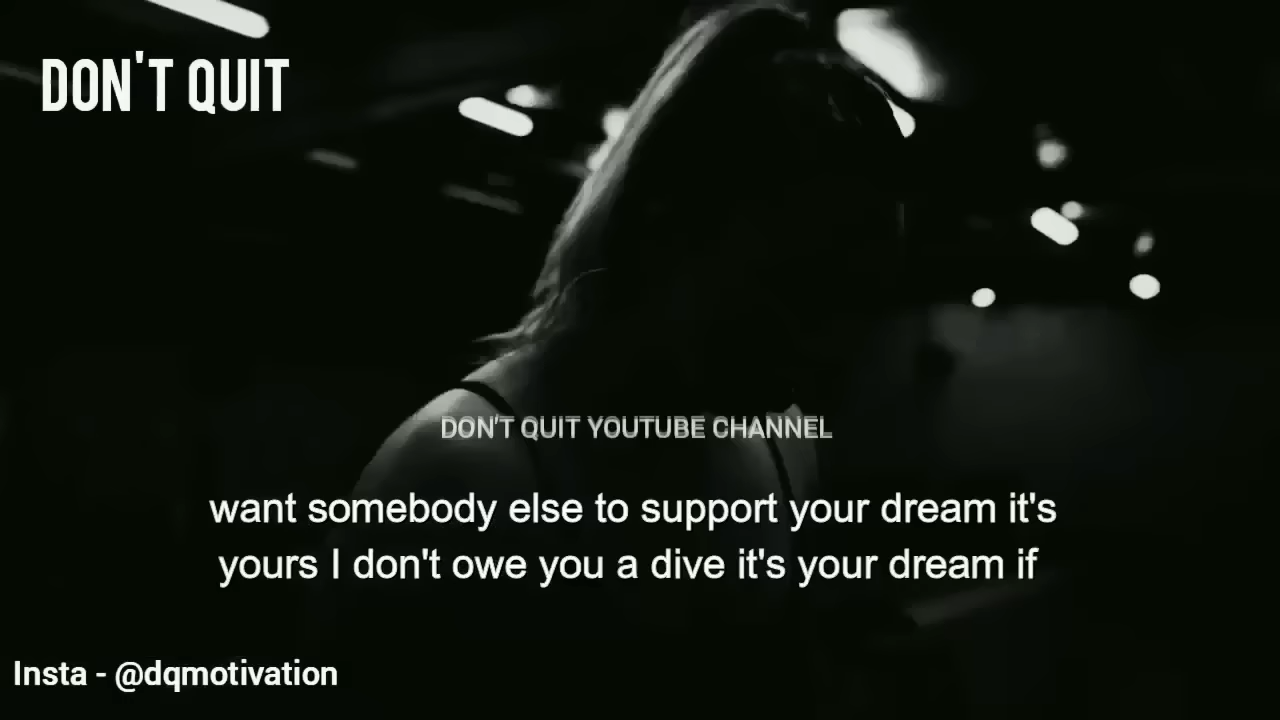 DON'T QUIT
DON'T QUIT YOUTUBE CHANNEL
want somebody else to support your dream it's
yours I don't owe you a dive it's your dream if
Insta - @dqmotivation